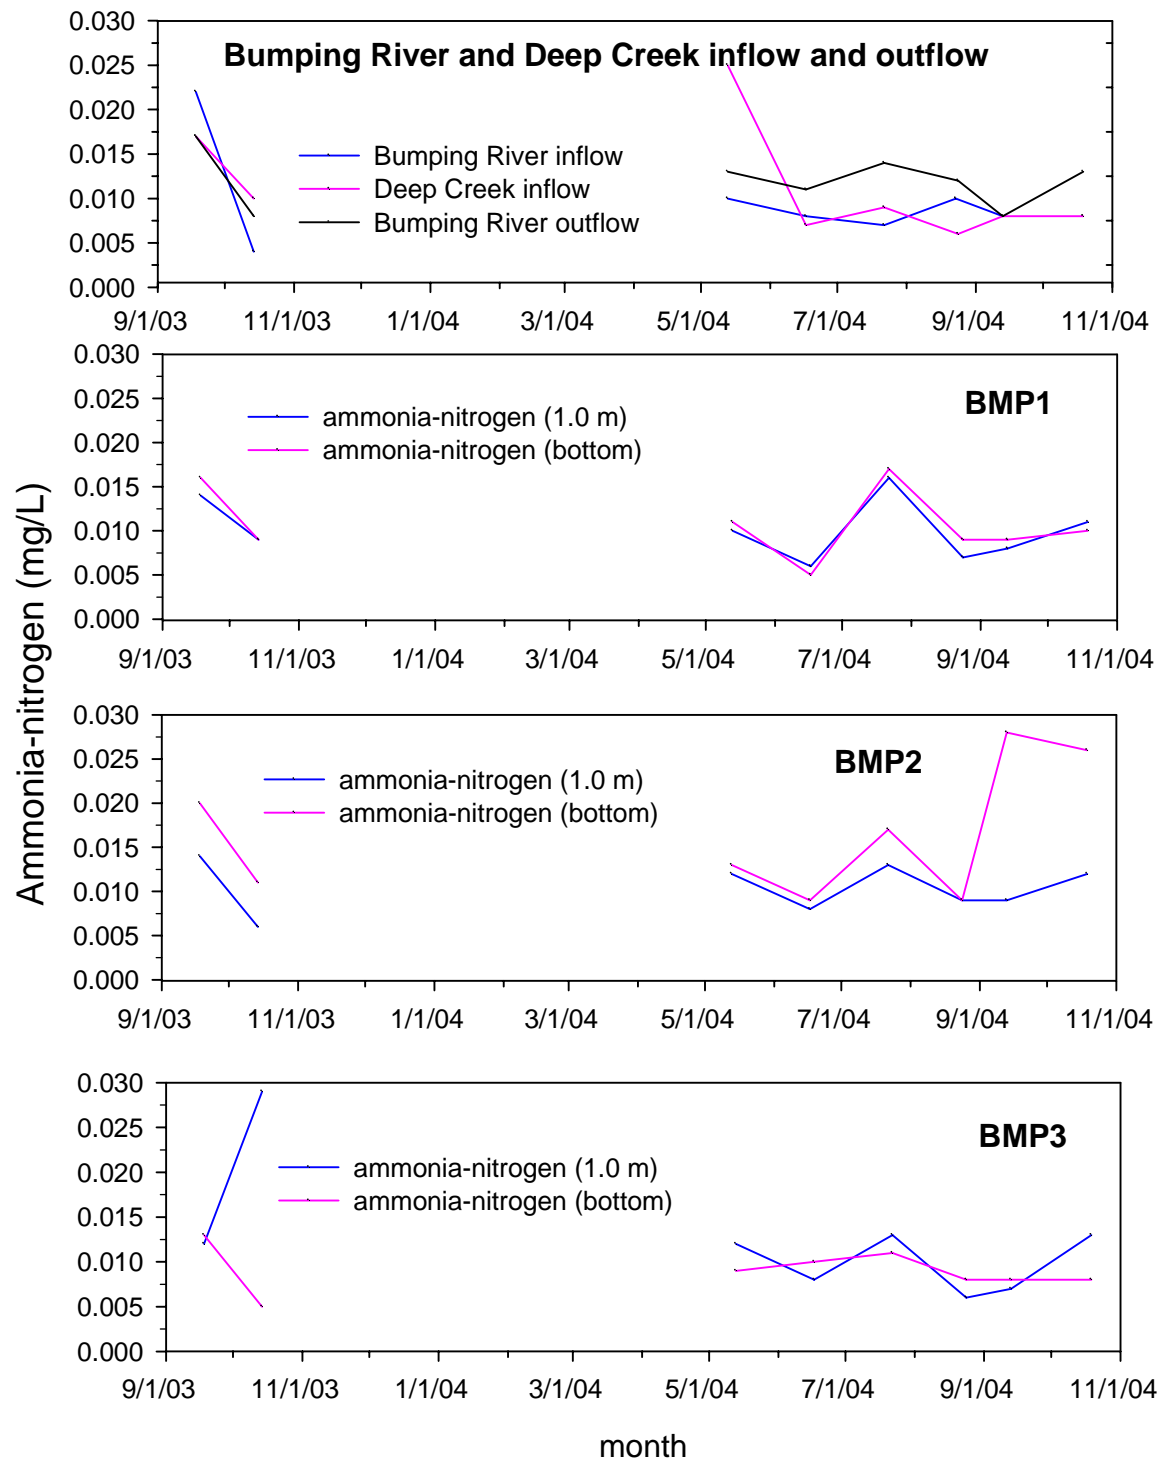 Bumping River and Deep Creek inflow and outflow
0.030
0.025
0.020
0.015
0.010
0.005
0.000
Bumping River inflow
Deep Creek inflow
Bumping River outflow
9/1/03 11/1/03 1/1/04 3/1/04 5/1/04 7/1/04 9/1/04 11/1/04
Ammonia-nitrogen (mg/L)
BMP1
0.030
0.025
0.020
0.015
0.010
0.005
0.000
ammonia-nitrogen (1.0 m)
ammonia-nitrogen (bottom)
9/1/03 11/1/03 1/1/04 3/1/04 5/1/04 7/1/04 9/1/04 11/1/04
BMP2
0.030
0.025
0.020
0.015
0.010
0.005
0.000
ammonia-nitrogen (1.0 m)
ammonia-nitrogen (bottom)
9/1/03 11/1/03 1/1/04 3/1/04 5/1/04 7/1/04 9/1/04 11/1/04
BMP3
0.030
0.025
0.020
0.015
0.010
0.005
0.000
ammonia-nitrogen (1.0 m)
ammonia-nitrogen (bottom)
9/1/03 11/1/03 1/1/04 3/1/04 5/1/04 7/1/04 9/1/04 11/1/04
month